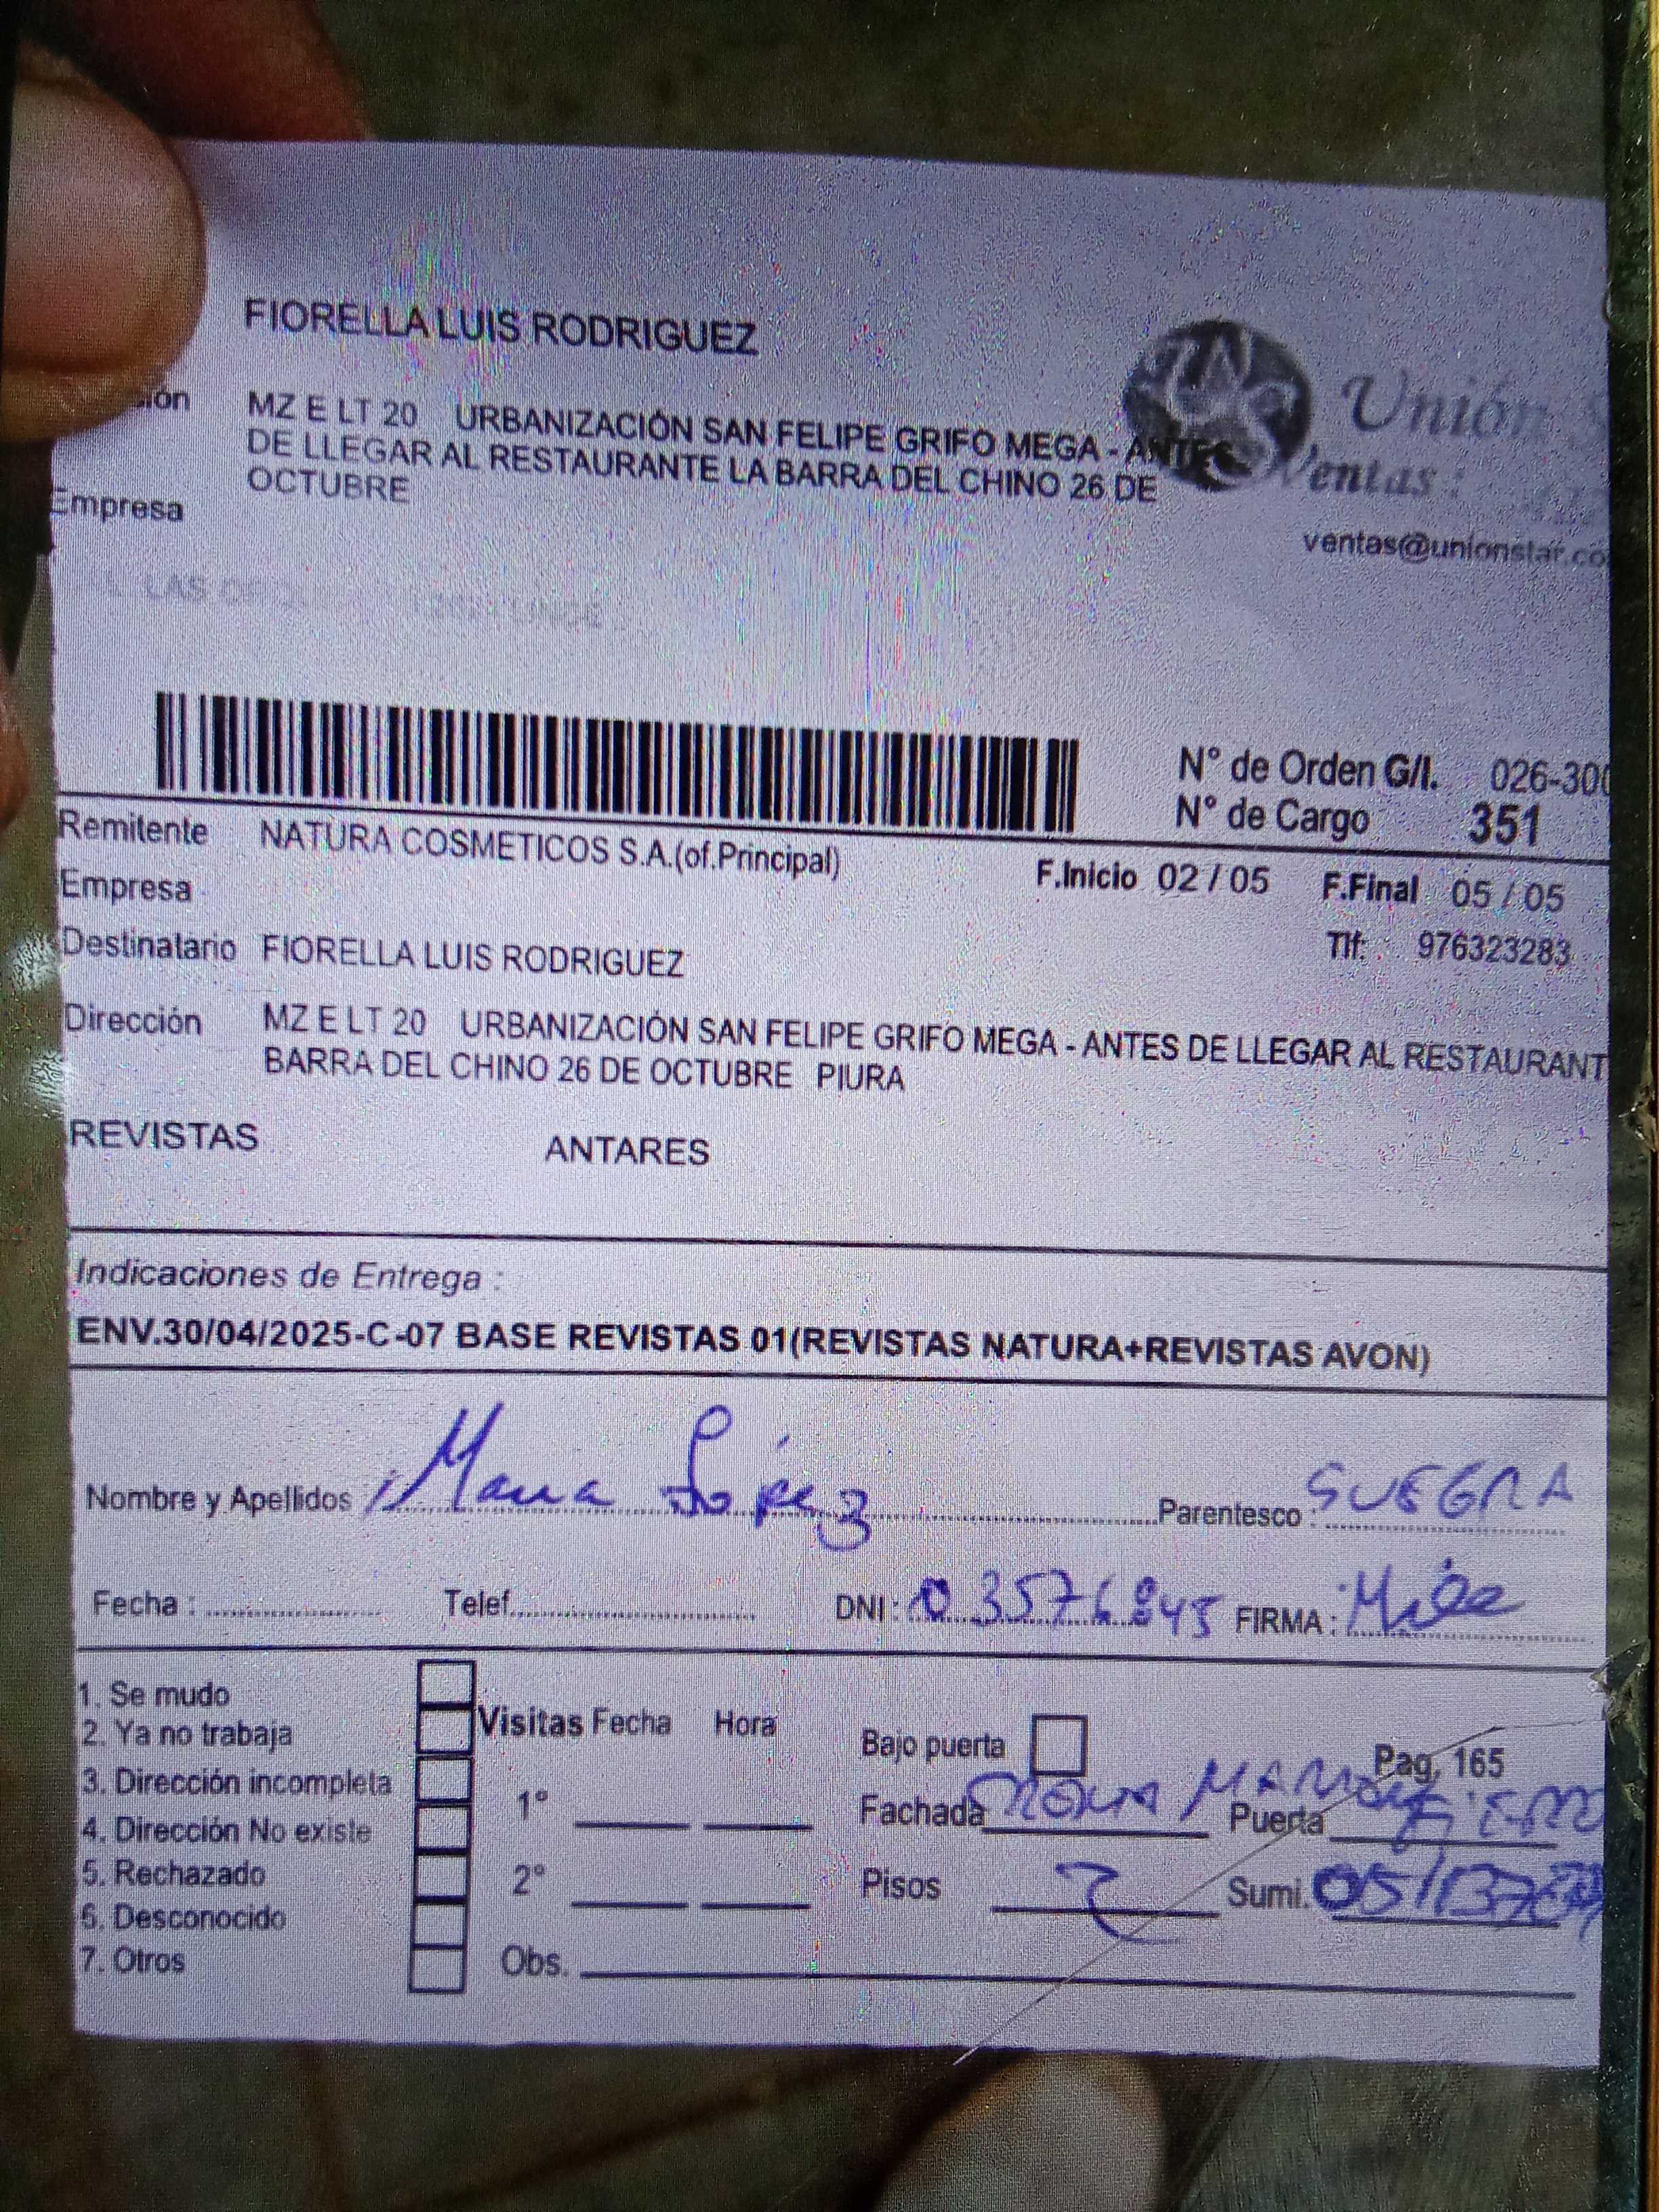 FIORELLA LUIS RODRIGUEZ
ión MZ E LT 20 URBANIZACIÓN SAN FELIPE GRIFO MEGA - ANTES
DE LLEGAR AL RESTAURANTE LA BARRA DEL CHINO 26 DE
OCTUBRE
Unión
Ventas :
Empresa
ventas@unionstar.co
N° de Orden G/I. 026-300
N° de Cargo 351
Remitente NATURA COSMETICOS S.A.(of.Principal)
F.Inicio 02 / 05 F.Final 05 / 05
Empresa
Destinatario FIORELLA LUIS RODRIGUEZ Tlf: 976323283
Dirección MZ E LT 20 URBANIZACIÓN SAN FELIPE GRIFO MEGA - ANTES DE LLEGAR AL RESTAURANT
BARRA DEL CHINO 26 DE OCTUBRE PIURA
REVISTAS ANTARES
Indicaciones de Entrega :
ENV.30/04/2025-C-07 BASE REVISTAS 01(REVISTAS NATURA+REVISTAS AVON)
Nombre y Apellidos Maria López Parentesco : SUEGRA
Fecha : Telef. DNI : 03576845 FIRMA :
1. Se mudo
2. Ya no trabaja
3. Dirección incompleta
4. Dirección No existe
5. Rechazado
6. Desconocido
7. Otros
Visitas Fecha Hora
1°
2°
Obs.
Bajo puerta Pag, 165
Fachada Puerta FIERRO
Pisos 2 Sumi.